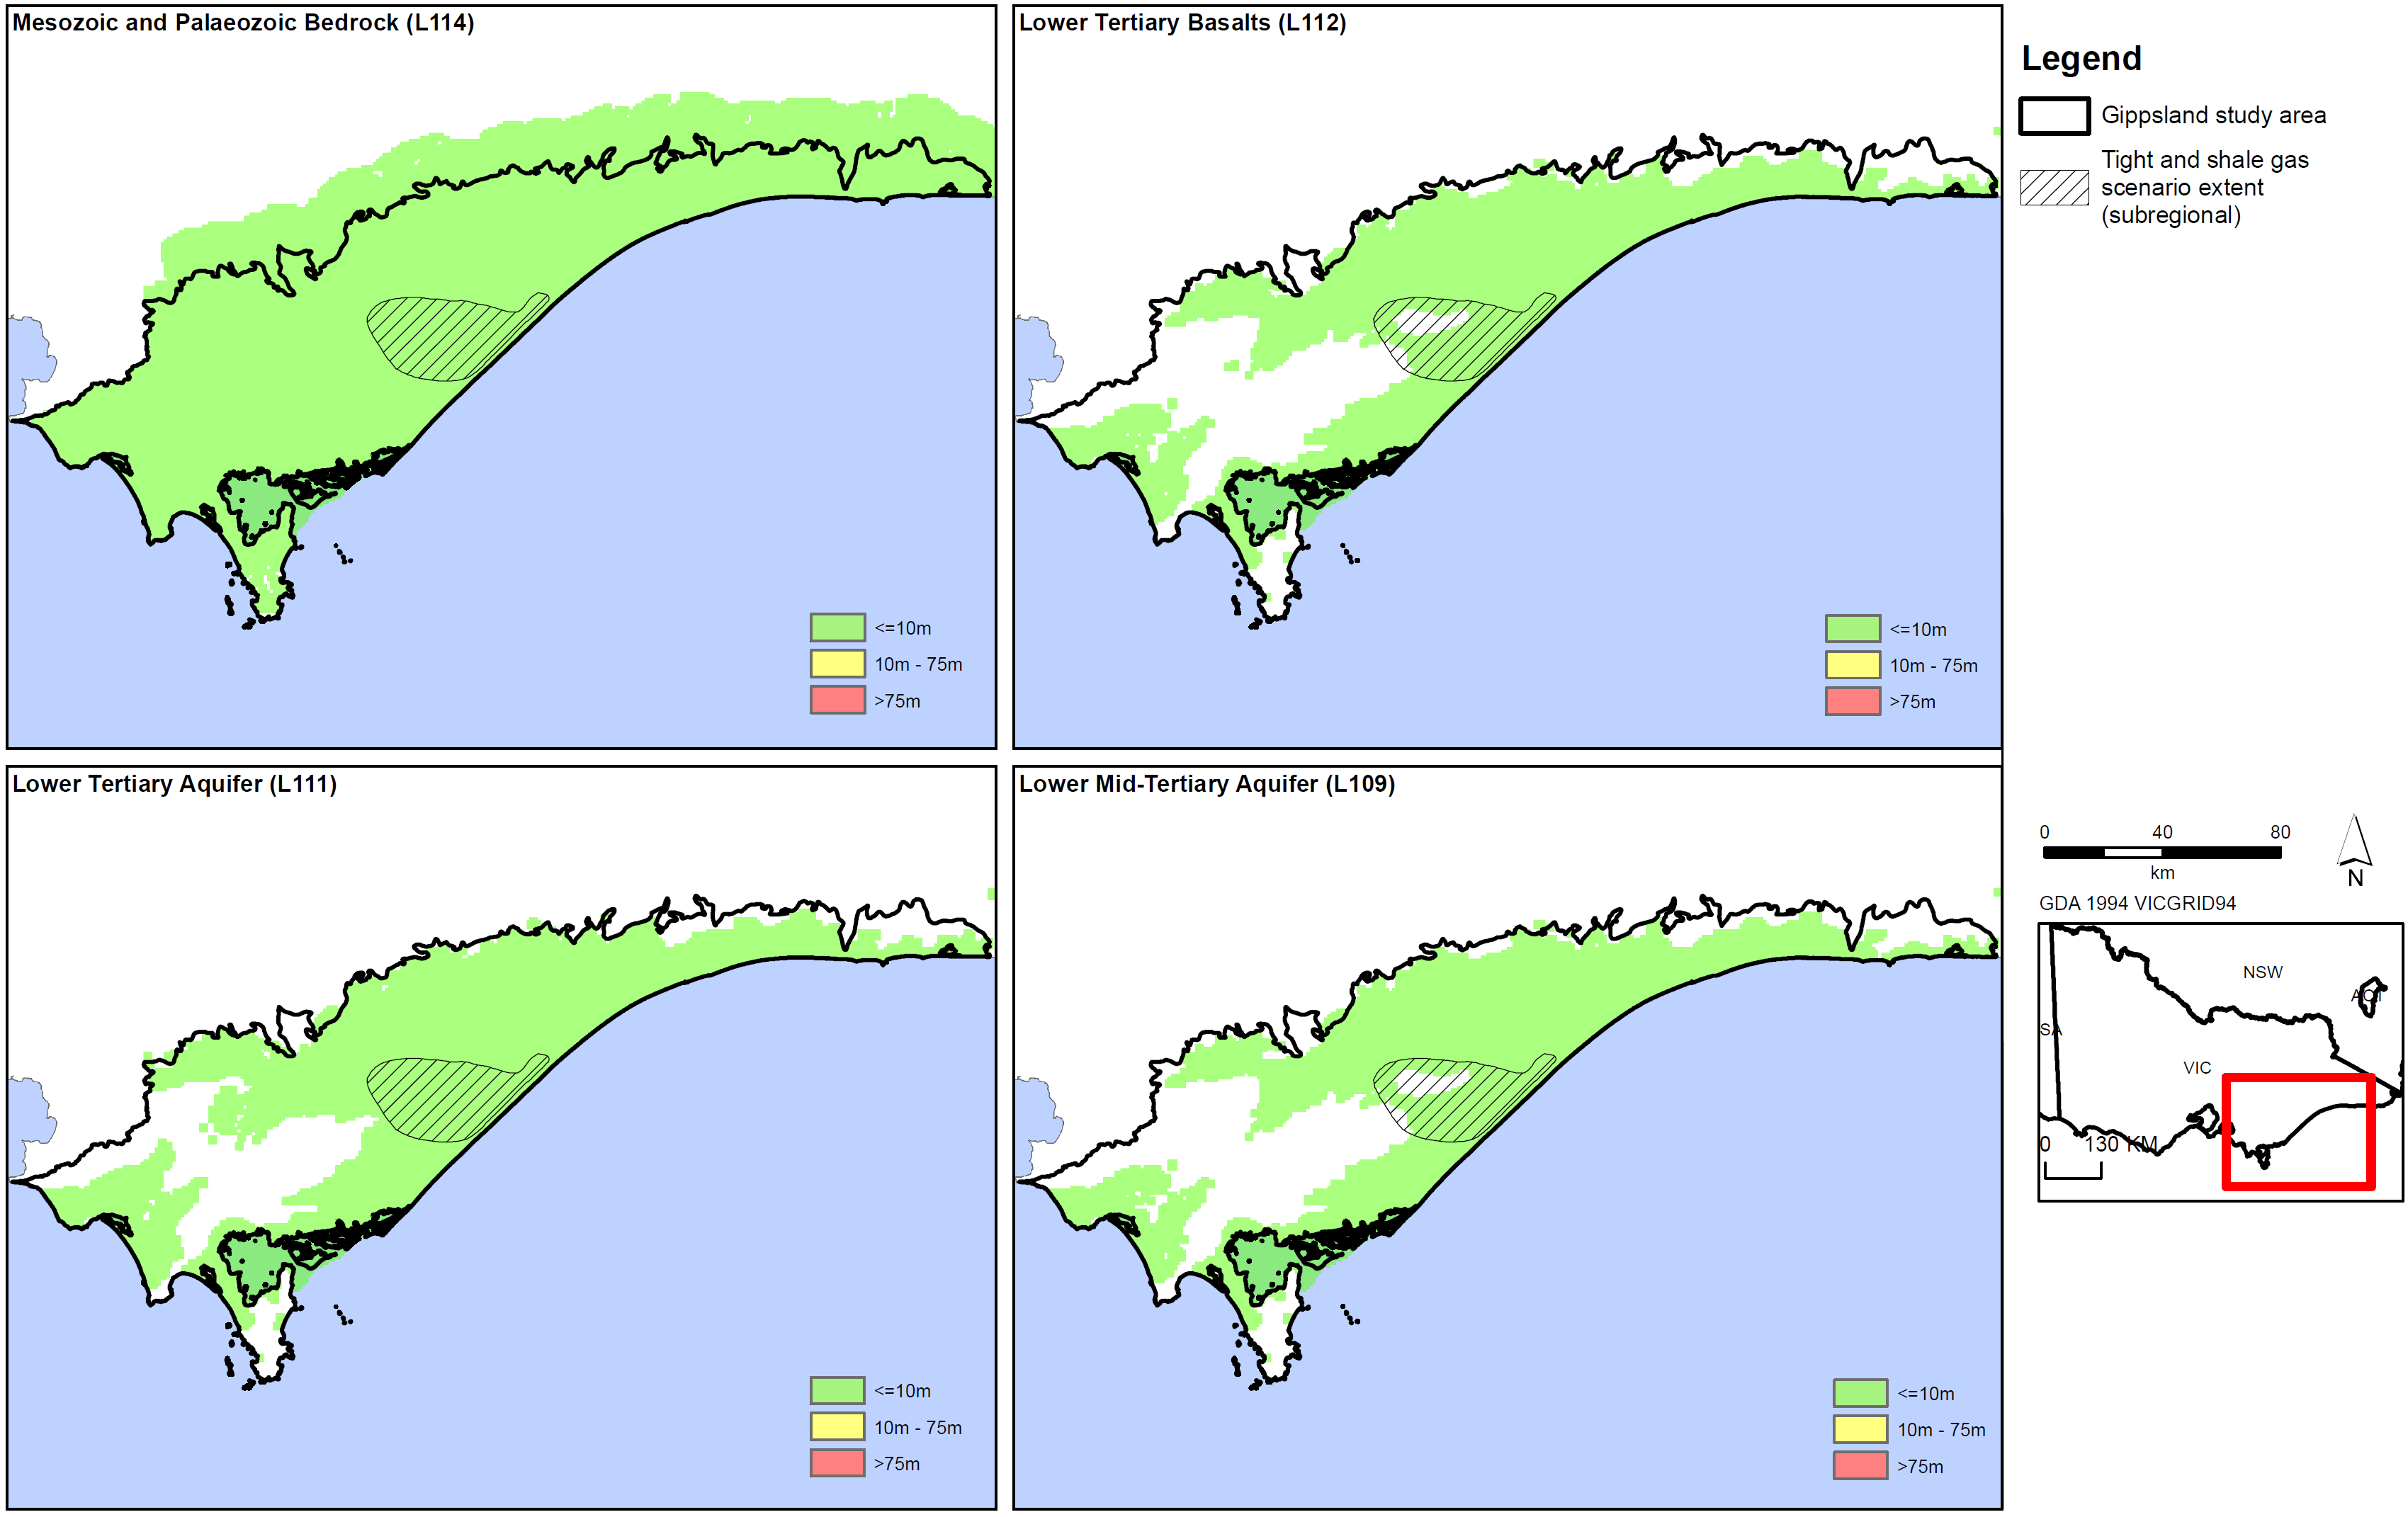 Mesozoic and Palaeozoic Bedrock (L114)
<=10m
10m - 75m
>75m
Lower Tertiary Basalts (L112)
<=10m
10m - 75m
>75m
Legend
Gippsland study area
Tight and shale gas
scenario extent
(subregional)
Lower Tertiary Aquifer (L111)
<=10m
10m - 75m
>75m
Lower Mid-Tertiary Aquifer (L109)
<=10m
10m - 75m
>75m
0 40 80
km
N
GDA 1994 VICGRID94
NSW
ACT
SA
VIC
0 130 KM